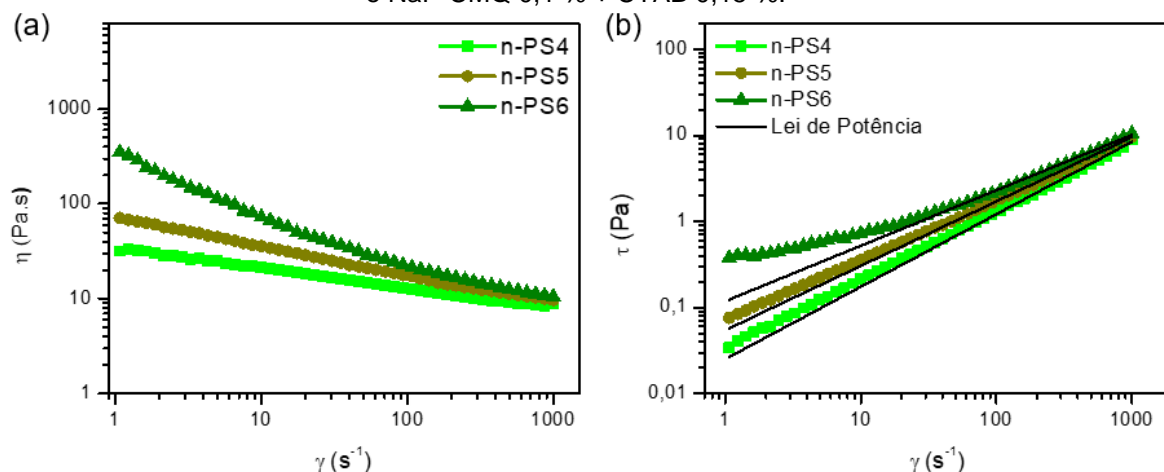 (a)
n-PS4
n-PS5
n-PS6
η (Pa.s)
1000
100
10
1
1
10
100
1000
γ (s⁻¹)
(b)
n-PS4
n-PS5
n-PS6
Lei de Potência
τ (Pa)
100
10
1
0,1
0,01
1
10
100
1000
γ (s⁻¹)